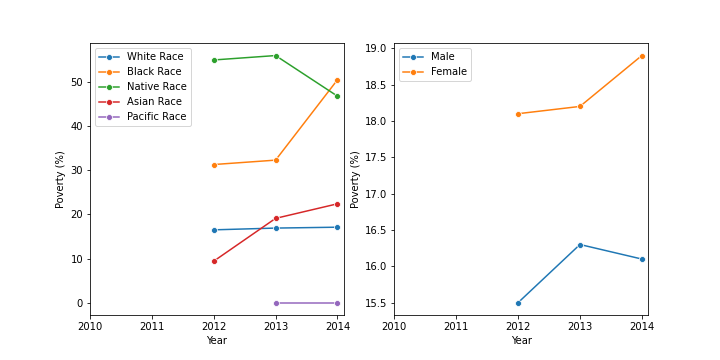 White Race
Black Race
Native Race
Asian Race
Pacific Race
50
40
30
20
10
0
Poverty (%)
2010 2011 2012 2013 2014
Year
Male
Female
19.0
18.5
18.0
17.5
17.0
16.5
16.0
15.5
Poverty (%)
2010 2011 2012 2013 2014
Year